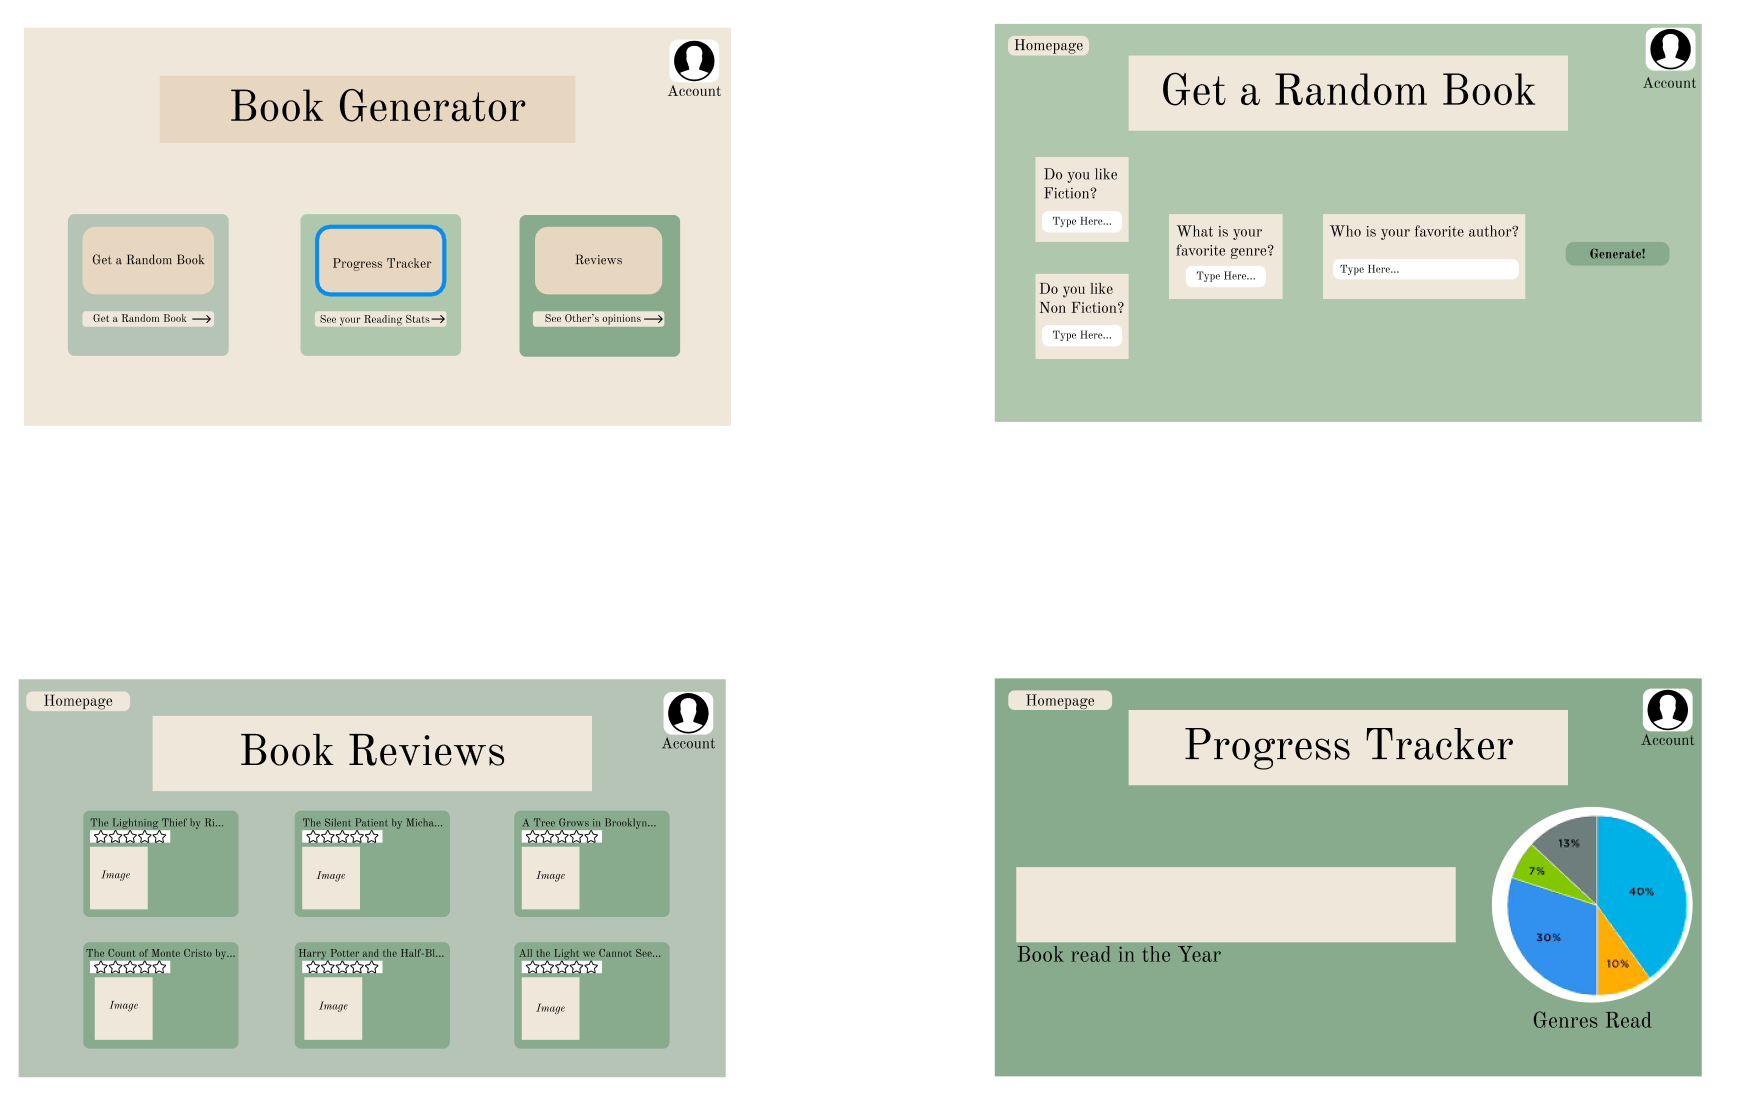 Account
Book Generator
Get a Random Book
Progress Tracker
Reviews
Get a Random Book
See your Reading Stats
See Other's opinions
Homepage
Account
Get a Random Book
Do you like
Fiction?
Type Here...
What is your
favorite genre?
Type Here...
Who is your favorite author?
Type Here...
Generate!
Do you like
Non Fiction?
Type Here...
Homepage
Account
Book Reviews
The Lightning Thief by Ri...
Image
The Silent Patient by Micha...
Image
A Tree Grows in Brooklyn...
Image
The Count of Monte Cristo by...
Image
Harry Potter and the Half-Bl...
Image
All the Light we Cannot See...
Image
Homepage
Account
Progress Tracker
Book read in the Year
13%
7%
40%
30%
10%
Genres Read